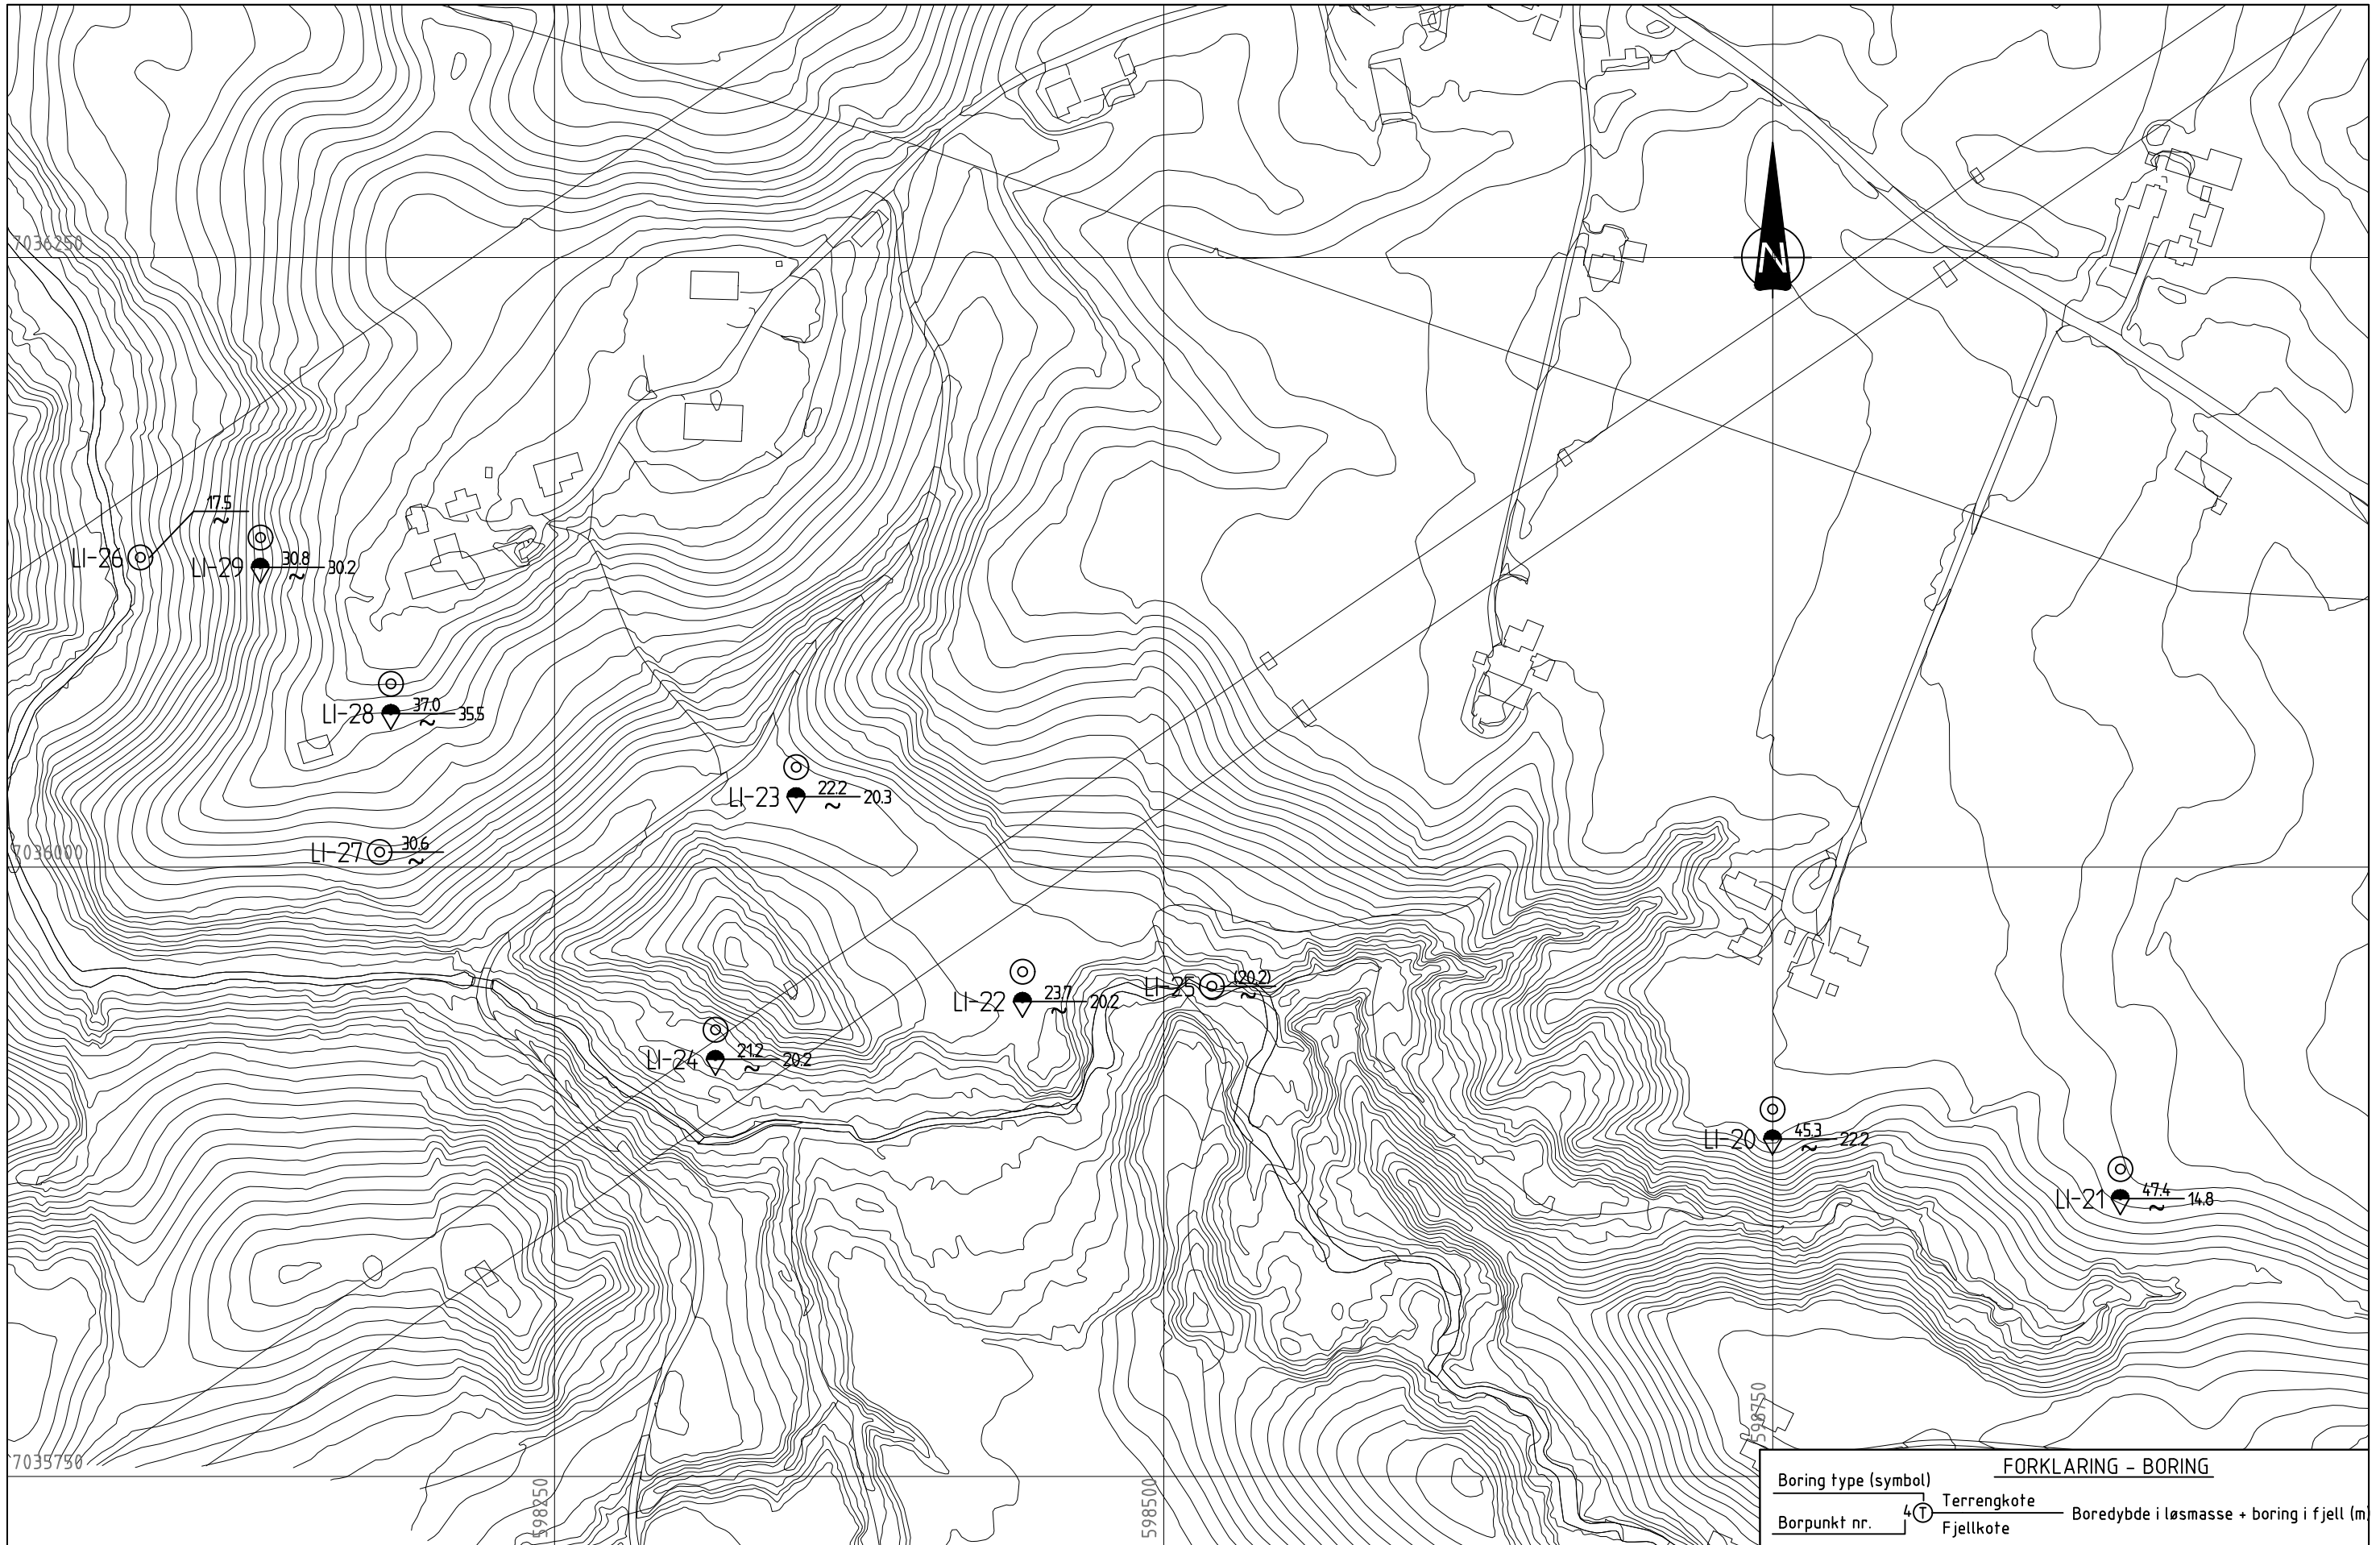 7036250
N
17.5
~
LI-26
LI-29 30.8 30.2
~
LI-28 37.0 35.5
~
LI-23 22.2 20.3
~
LI-27 30.6
~
7036000
LI-25 (20.2)
~
LI-22 23.7 20.2
~
LI-24 21.2 20.2
~
LI-20 45.3 22.2
~
LI-21 47.4 14.8
~
7035750
598250
598500
598750
FORKLARING - BORING
Boring type (symbol)
Terrengkote
4 T Boredybde i løsmasse + boring i fjell (m
Borpunkt nr.
Fjellkote